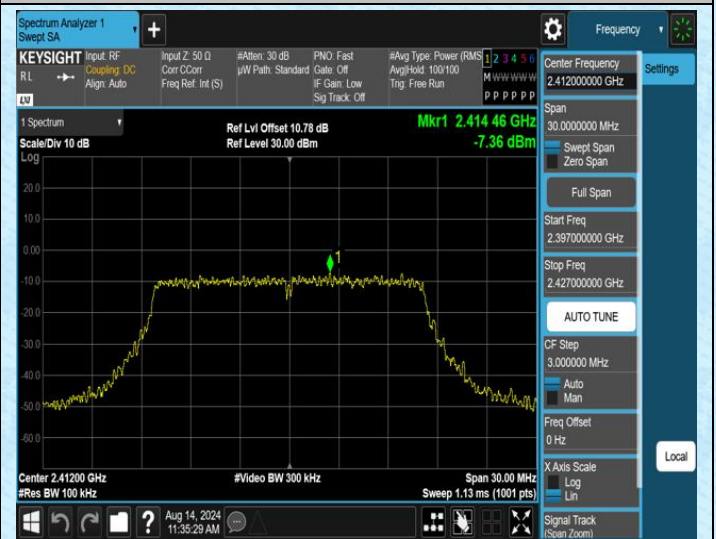 Spectrum Analyzer 1
Swept SA
+
Frequency
KEYSIGHT
RL
LXI
Input: RF
Coupling: DC
Align: Auto
Input Z: 50 Ω
Corr CCorr
Freq Ref: Int (S)
#Atten: 30 dB
µW Path: Standard
PNO: Fast
Gate: Off
IF Gain: Low
Sig Track: Off
#Avg Type: Power (RMS
Avg|Hold: 100/100
Trig: Free Run
1 2 3 4 5 6
M W W W W W
P P P P P P
1 Spectrum
Scale/Div 10 dB
Log
Ref Lvl Offset 10.78 dB
Ref Level 30.00 dBm
Mkr1 2.414 46 GHz
-7.36 dBm
20.0
10.0
0.00
-10.0
-20.0
-30.0
-40.0
-50.0
-60.0
1
Center 2.41200 GHz
#Res BW 100 kHz
#Video BW 300 kHz
Span 30.00 MHz
Sweep 1.13 ms (1001 pts)
Center Frequency
2.412000000 GHz
Settings
Span
30.0000000 MHz
Swept Span
Zero Span
Full Span
Start Freq
2.397000000 GHz
Stop Freq
2.427000000 GHz
AUTO TUNE
CF Step
3.000000 MHz
Auto
Man
Freq Offset
0 Hz
X Axis Scale
Log
Lin
Signal Track
(Span Zoom)
Local
?
Aug 14, 2024
11:35:29 AM